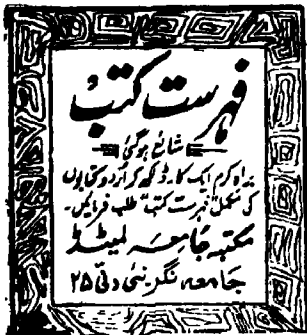 فہرست کتب
شائع ہوگئی
براہ کرم ایک کارڈ لکھ کر اردو کتابوں
کی مکمل فہرست کتب طلب فرمائیں۔
مکتبہ جامعہ لمیٹڈ
جامعہ نگر نئی دلی ۲۵